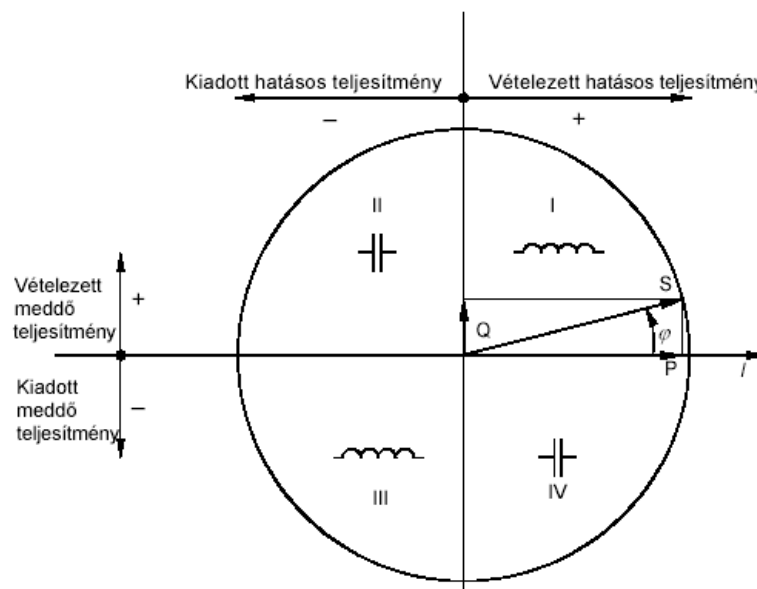 Kiadott hatásos teljesítmény
Vételezett hatásos teljesítmény
–
+
II
I
S
Vételezett
meddő
teljesítmény
+
Q
φ
P
I
Kiadott
meddő
teljesítmény
–
III
IV